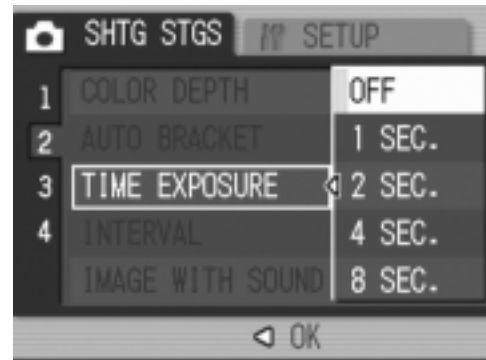 SHTG STGS SETUP
1 COLOR DEPTH OFF
2 AUTO BRACKET 1 SEC.
3 TIME EXPOSURE 2 SEC.
4 INTERVAL 4 SEC.
IMAGE WITH SOUND 8 SEC.
OK